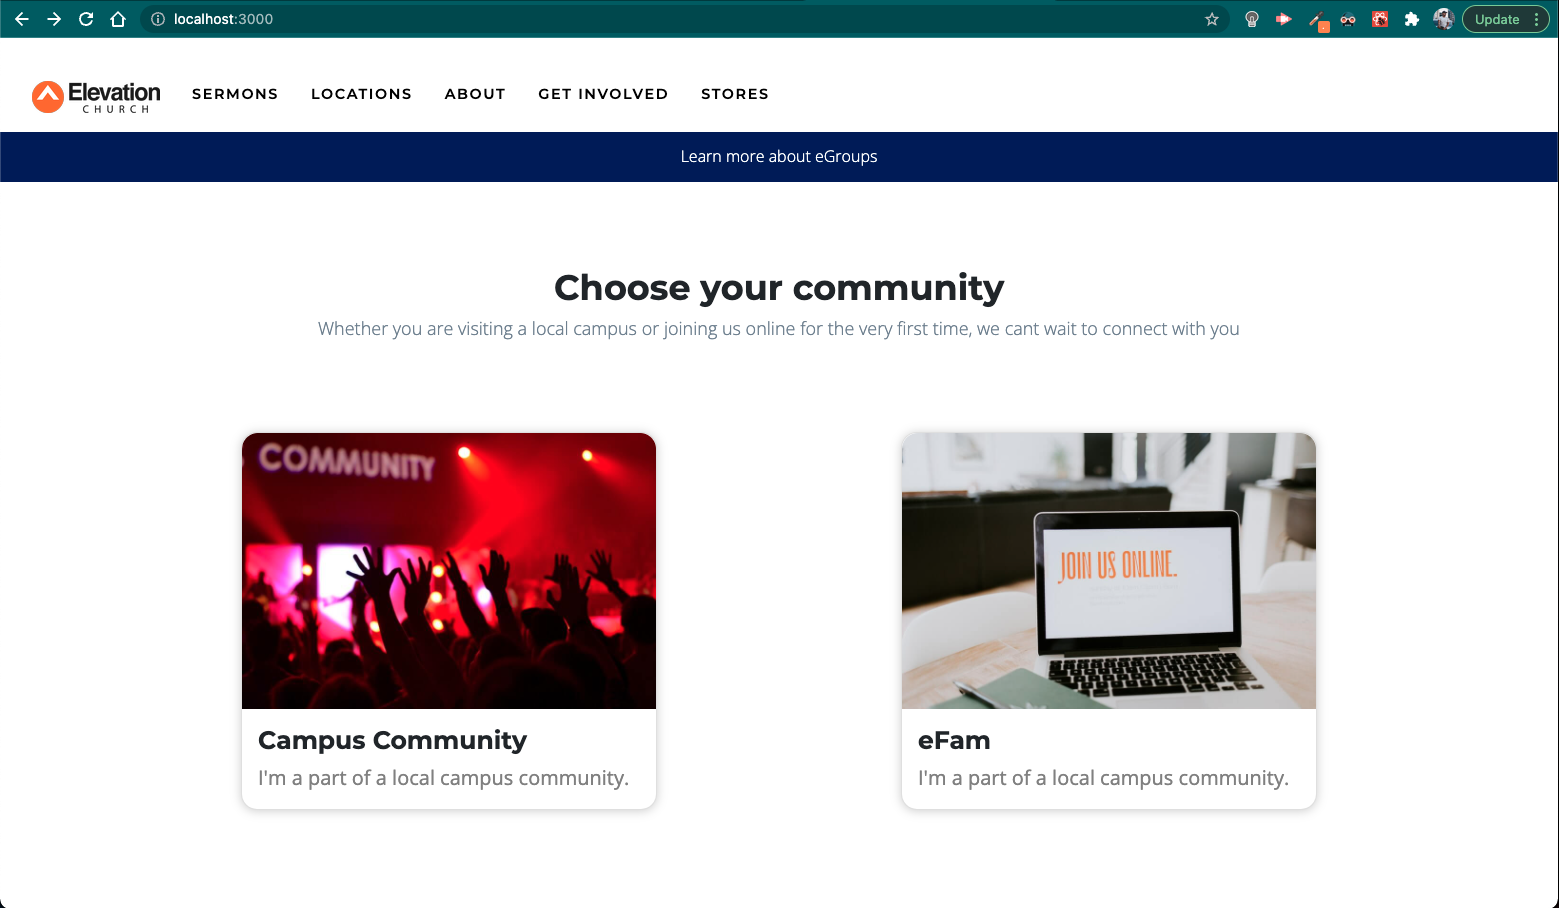 localhost:3000
Update
Elevation
CHURCH
SERMONS LOCATIONS ABOUT GET INVOLVED STORES
Learn more about eGroups
Choose your community
Whether you are visiting a local campus or joining us online for the very first time, we cant wait to connect with you
COMMUNITY
JOIN US ONLINE.
Campus Community
I'm a part of a local campus community.
eFam
I'm a part of a local campus community.